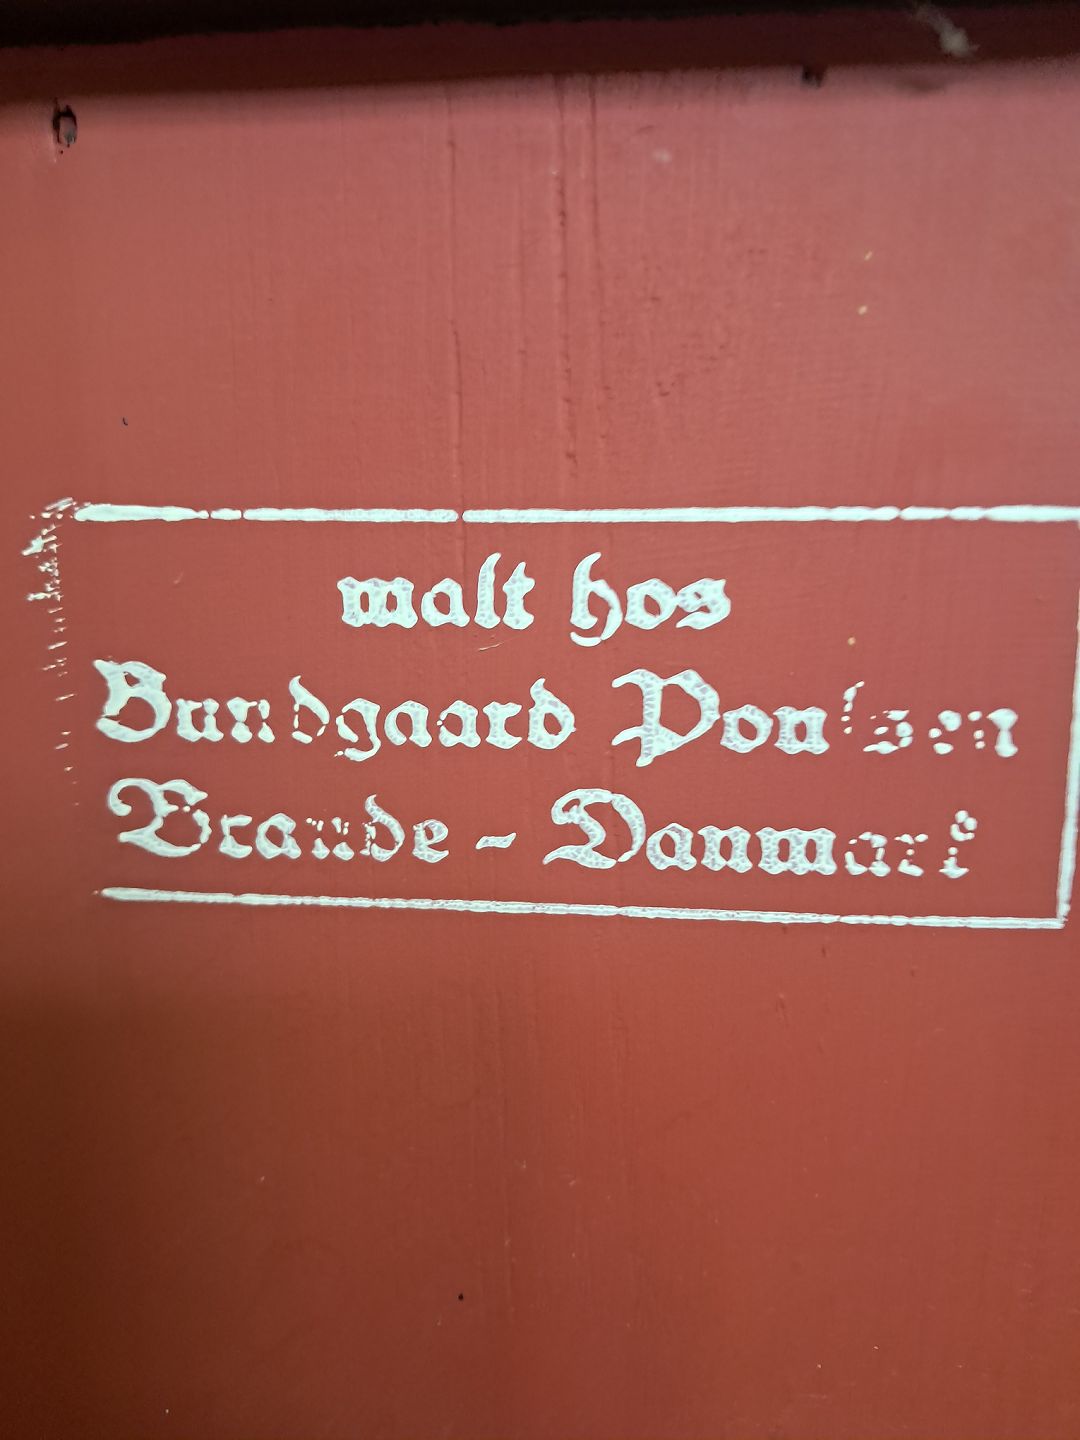 malt hos
Bundgaard Poulsen
Brande - Danmark